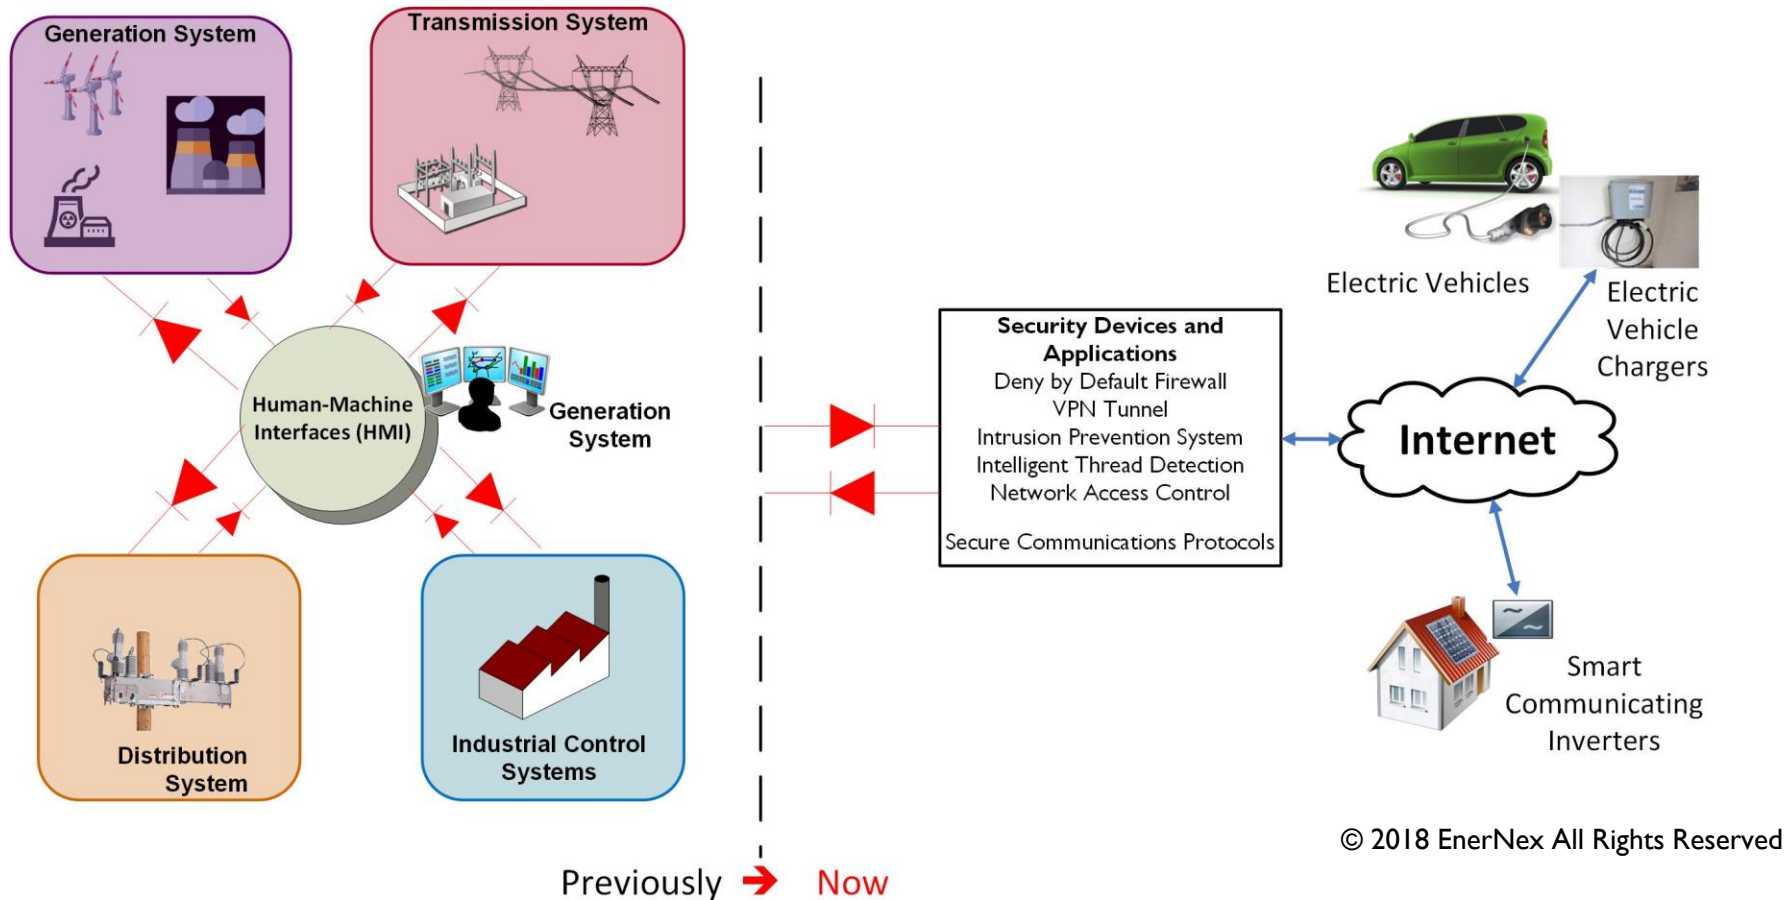 Generation System
Transmission System
Human-Machine
Interfaces (HMI)
Generation
System
Distribution
System
Industrial Control
Systems
Security Devices and
Applications
Deny by Default Firewall
VPN Tunnel
Intrusion Prevention System
Intelligent Thread Detection
Network Access Control
Secure Communications Protocols
Electric Vehicles
Electric
Vehicle
Chargers
Internet
Smart
Communicating
Inverters
© 2018 EnerNex All Rights Reserved
Previously → Now